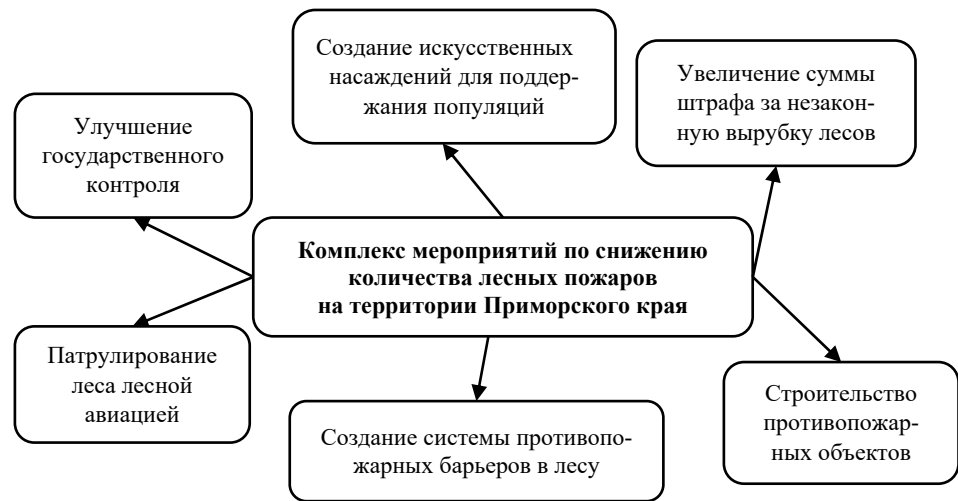 Создание искусственных
насаждений для поддер-
жания популяций
Увеличение суммы
штрафа за незакон-
ную вырубку лесов
Улучшение
государственного
контроля
Комплекс мероприятий по снижению
количества лесных пожаров
на территории Приморского края
Патрулирование
леса лесной
авиацией
Создание системы противопо-
жарных барьеров в лесу
Строительство
противопожар-
ных объектов